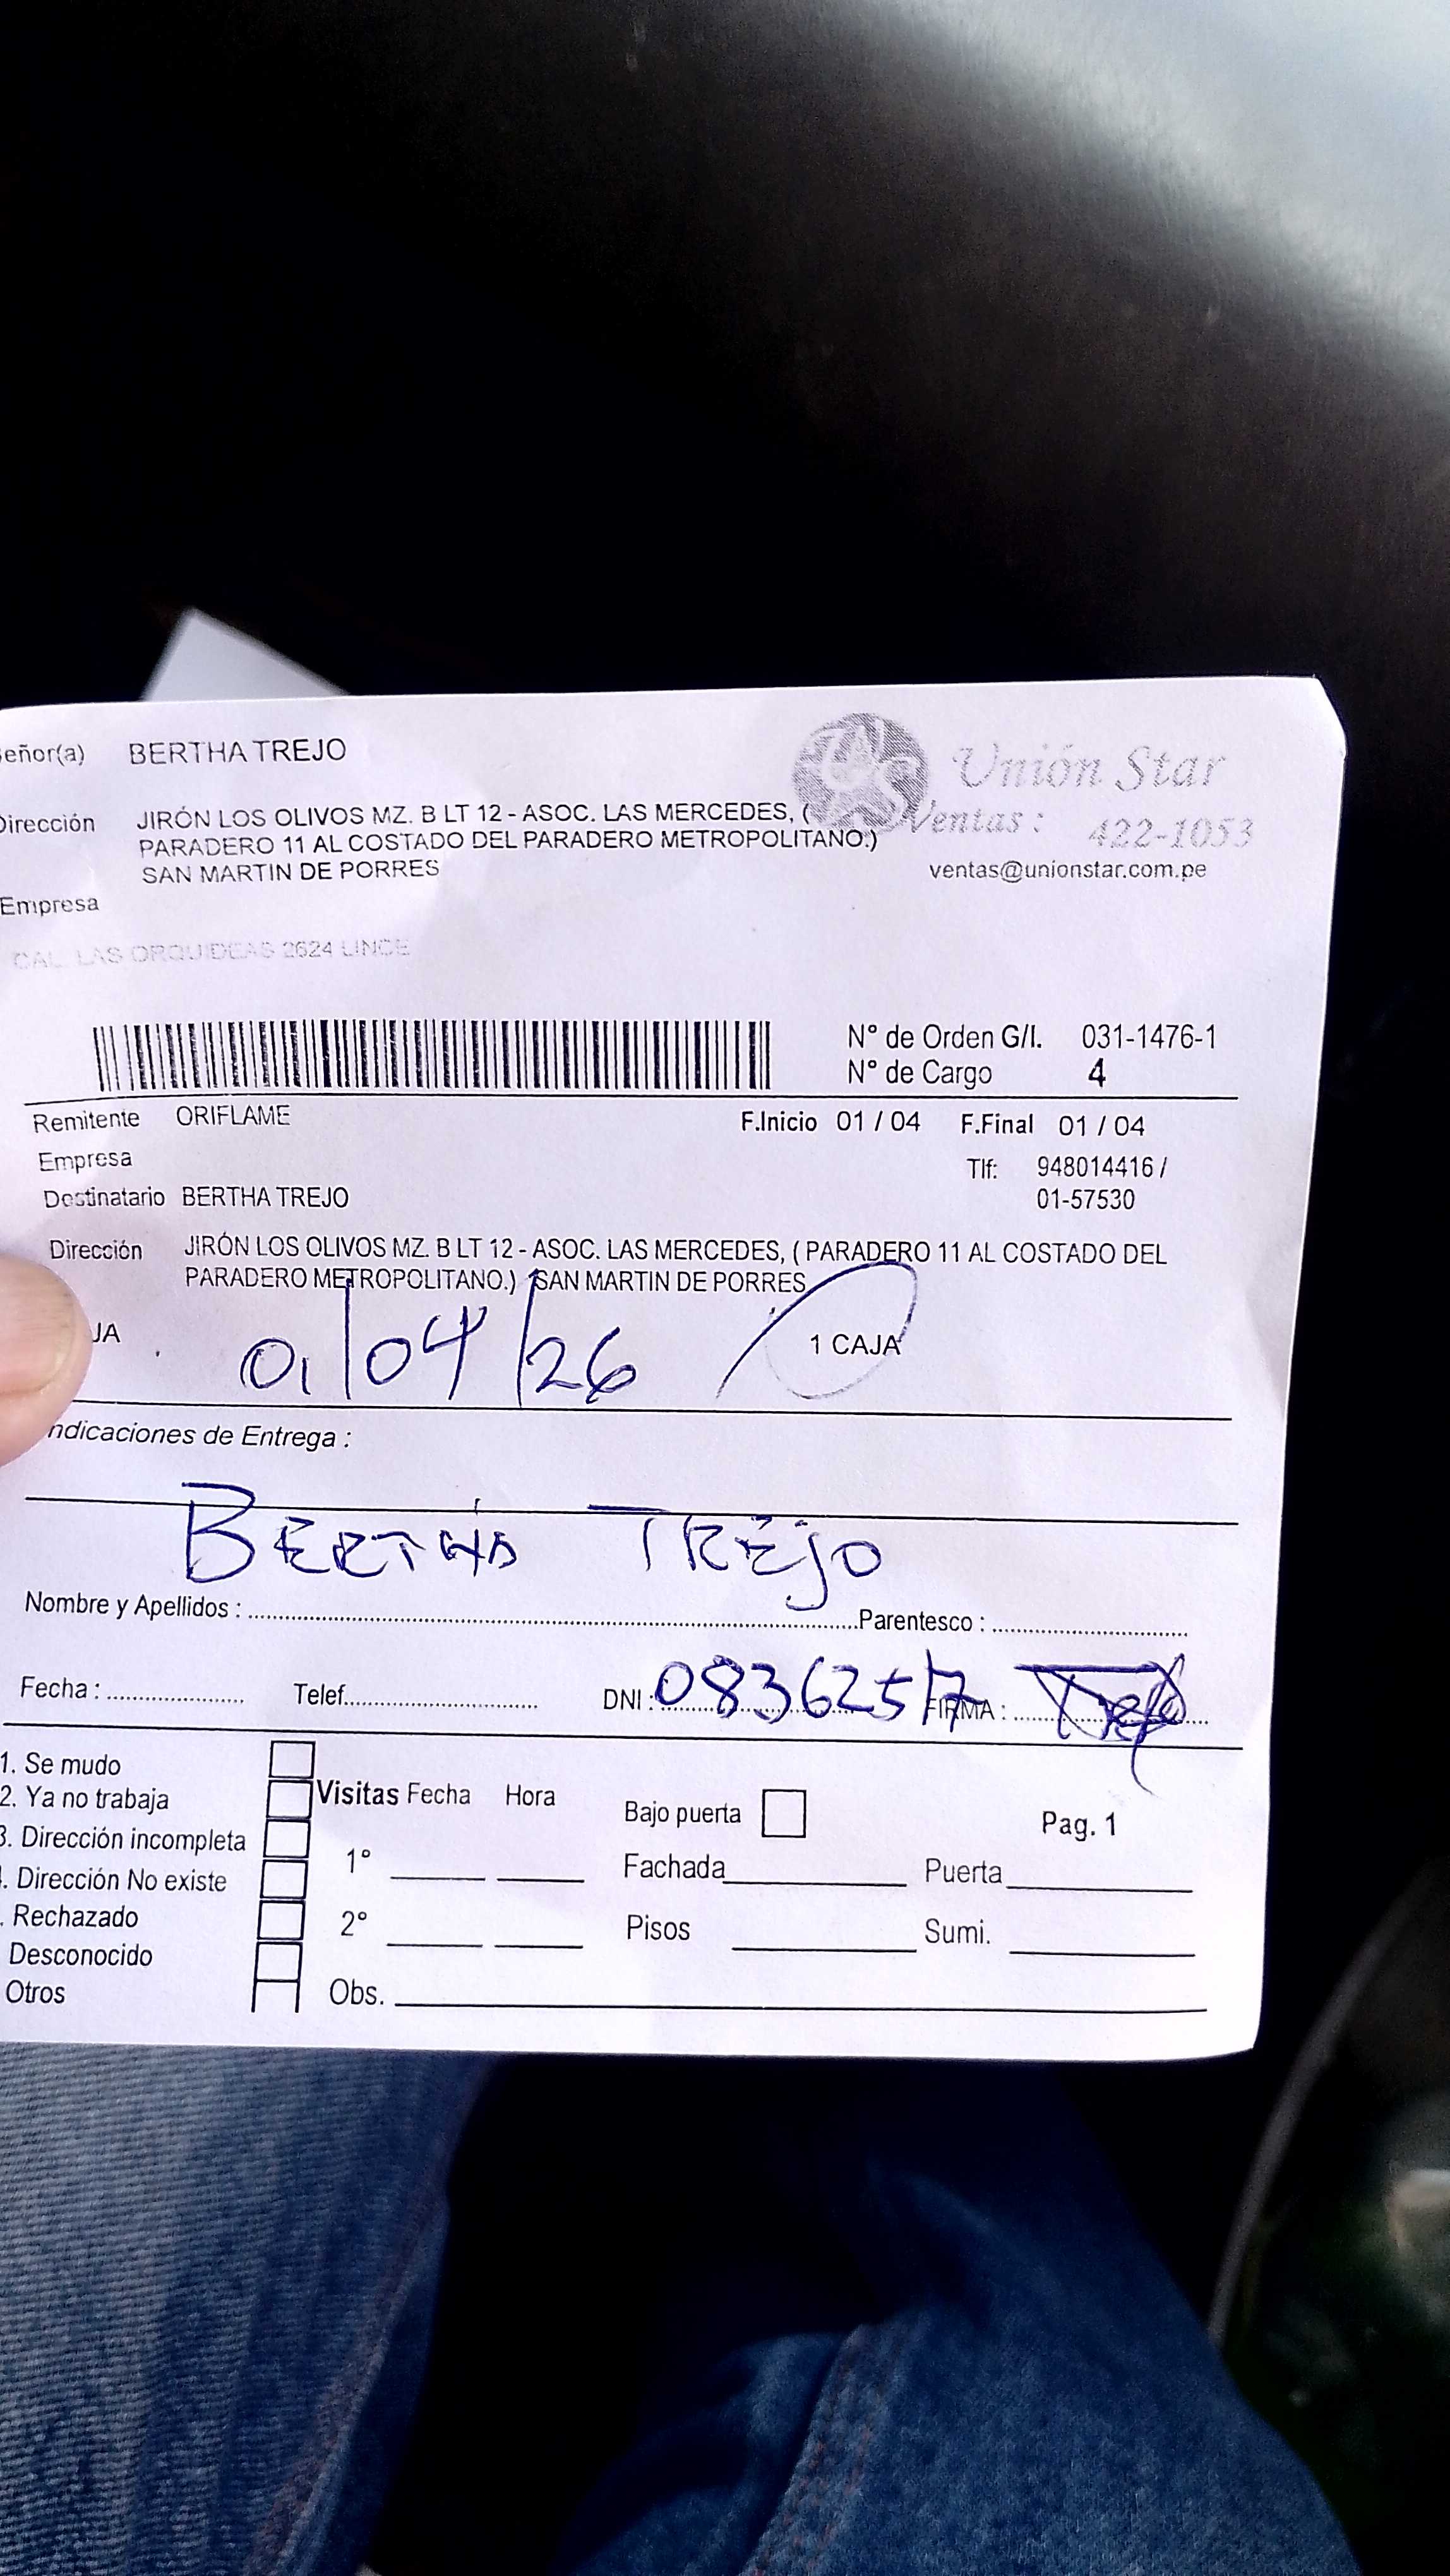 eñor(a) BERTHA TREJO
Unión Star
Dirección JIRÓN LOS OLIVOS MZ. B LT 12 - ASOC. LAS MERCEDES, (
Ventas : 422-1053
PARADERO 11 AL COSTADO DEL PARADERO METROPOLITANO.)
SAN MARTIN DE PORRES
ventas@unionstar.com.pe
Empresa
CAL. LAS ORQUIDEAS 2624 LINCE
N° de Orden G/I. 031-1476-1
N° de Cargo 4
Remitente ORIFLAME F.Inicio 01 / 04 F.Final 01 / 04
Empresa Tlf: 948014416 /
01-57530
Destinatario BERTHA TREJO
Dirección JIRÓN LOS OLIVOS MZ. B LT 12 - ASOC. LAS MERCEDES, ( PARADERO 11 AL COSTADO DEL
PARADERO METROPOLITANO.) SAN MARTIN DE PORRES
JA 01/04/26 1 CAJA
ndicaciones de Entrega :
BERTHA TREJO
Nombre y Apellidos : Parentesco :
Fecha : Telef. DNI : 08362517 FIRMA : Trejo
1. Se mudo
2. Ya no trabaja
Visitas Fecha Hora
Bajo puerta
Pag. 1
3. Dirección incompleta
1° Fachada Puerta
. Dirección No existe
. Rechazado
2° Pisos Sumi.
Desconocido
Otros
Obs.